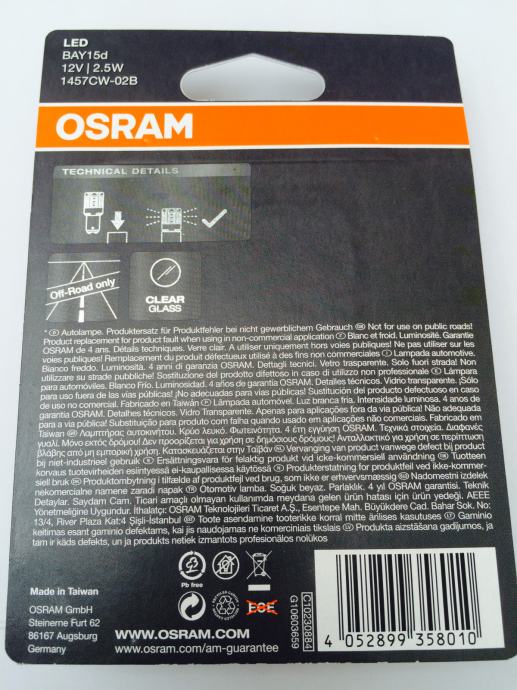 LED
BAY15d
12V | 2.5W
1457CW-02B
OSRAM
TECHNICAL DETAILS
Off-Road only
CLEAR
GLASS
* Ⓓ Autolampe. Produktersatz für Produktfehler bei nicht gewerblichem Gebrauch Not for use on public roads!
Product replacement for product fault when using in non-commercial application Ⓕ Blanc et froid. Luminosité. Garantie
OSRAM de 4 ans. Détails techniques. Verre clair. A utiliser uniquement hors voies publiques! Ne pas utiliser sur les
voies publiques! Remplacement du produit défectueux utilisé à des fins non commerciales Ⓘ Lampada automotive.
Bianco freddo. Luminosità. 4 anni di garanzia OSRAM. Dettagli tecnici. Vetro trasparente. Solo fuori strada! Non
utilizzare su strade pubbliche! Sostituzione del prodotto difettoso in caso di utilizzo non professionale Ⓔ Lámpara
para automóviles. Blanco Frío. Luminosidad. 4 años de garantía OSRAM. Detalles técnicos. Vidrio transparente. ¡Sólo
para uso fuera de las vías públicas! ¡No adecuadas para vías públicas! Sustitución del producto defectuoso en caso
de uso no comercial. Fabricado en Taiwan Ⓟ Lâmpada automóvel. Luz branca fria. Intensidade luminosa. 4 anos de
garantia OSRAM. Detalhes técnicos. Vidro Transparente. Apenas para aplicações fora da via pública! Não adequada
para a via pública! Substituição para produto com falha quando usado em aplicações não comerciais. Fabricado em
Taiwan Λαμπτήρας αυτοκινήτου. Κρύο λευκό. Φωτεινότητα. 4 έτη εγγύηση OSRAM. Τεχνικά στοιχεία. Διαφανές
γυαλί. Μόνο εκτός δρόμου! Δεν προορίζεται για χρήση σε δημόσιους δρόμους! Ανταλλακτικό για χρήση σε περίπτωση
βλάβης από μη εμπορική χρήση. Κατασκευάζεται στην Ταϊβάν Vervanging van product vanwege defect bij gebruik
bij niet-industrieel gebruik Ersättningsvara för felaktig produkt vid icke-kommersiell användning Tuotteen
korvaus tuotevirheiden esiintyessä ei-kaupallisessa käytössä Ⓝ Produkterstatning for produktfeil ved ikke-kommer-
siell bruk Produktombytning i tilfælde af produktfejl ved brug, som ikke er erhvervsmæssig Nadomestni izdelek
nekomercialne namene zaradi napak Otomotiv lamba. Soğuk beyaz. Parlaklık. 4 yıl OSRAM garantisi. Teknik
Detaylar. Saydam Cam. Ticari amaçlı olmayan kullanımda meydana gelen ürün hatası için ürün yedeği. AEEE
Yönetmeliğine Uygundur. İthalatçı: OSRAM Teknolojileri Ticaret A.Ş., Esentepe Mah. Büyükdere Cad. Bahar Sok. No:
13/4, River Plaza Kat:4 Şişli-İstanbul Toote asendamine tooterikke korral mitte ärilises kasutuses Gaminio
keitimas esant gaminio defektams, kai jis naudojamas ne komerciniais tikslais Produkta aizstāšana gadījumos, ja
tam ir kāds defekts, un ja produkts netiek izmantots profesionālos nolūkos
Pb free
Made in Taiwan
OSRAM GmbH
Steinerne Furt 62
86167 Augsburg
Germany
ECE
WWW.OSRAM.COM
www.osram.com/am-guarantee
C10230884
G10603659
4 052899 358010